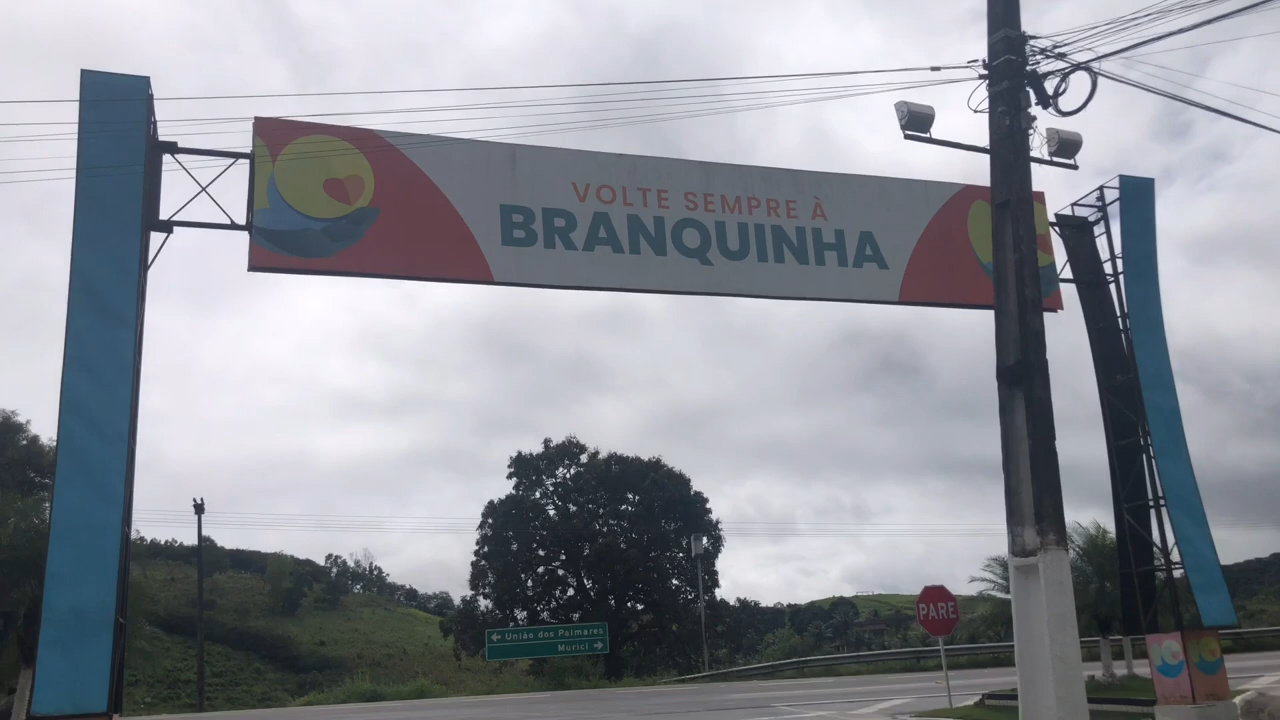 VOLTE SEMPRE À
BRANQUINHA
União dos Palmares
Murici
PARE